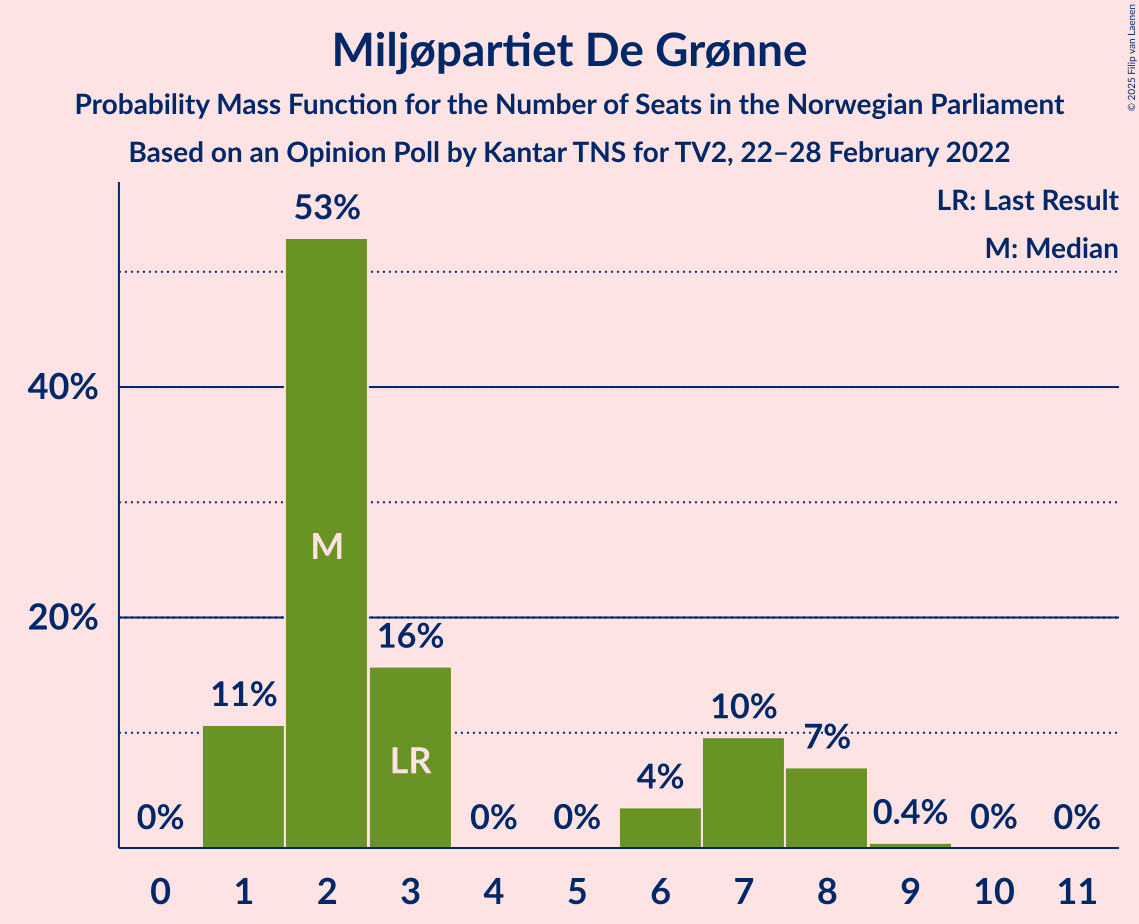 Miljøpartiet De Grønne
Probability Mass Function for the Number of Seats in the Norwegian Parliament
Based on an Opinion Poll by Kantar TNS for TV2, 22–28 February 2022
© 2025 Filip van Laenen
LR: Last Result
M: Median
40%
20%
0%
11%
53%
16%
0%
0%
4%
10%
7%
0.4%
0%
0%
M
LR
0 1 2 3 4 5 6 7 8 9 10 11